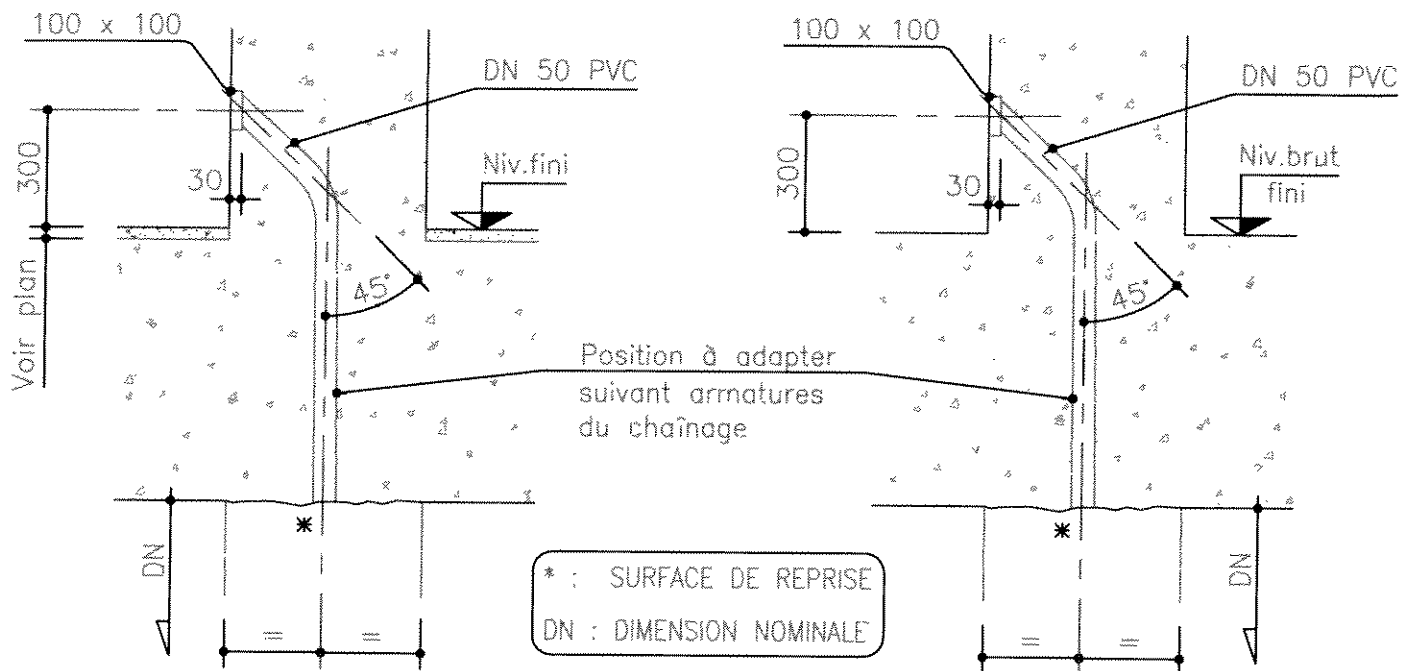 100 x 100
DN 50 PVC
300
30
Niv.fini
45°
Voir plan
DN
=
=
*
Position à adapter
suivant armatures
du chaînage
100 x 100
DN 50 PVC
300
30
Niv.brut
fini
45°
DN
=
=
*
* : SURFACE DE REPRISE
DN : DIMENSION NOMINALE